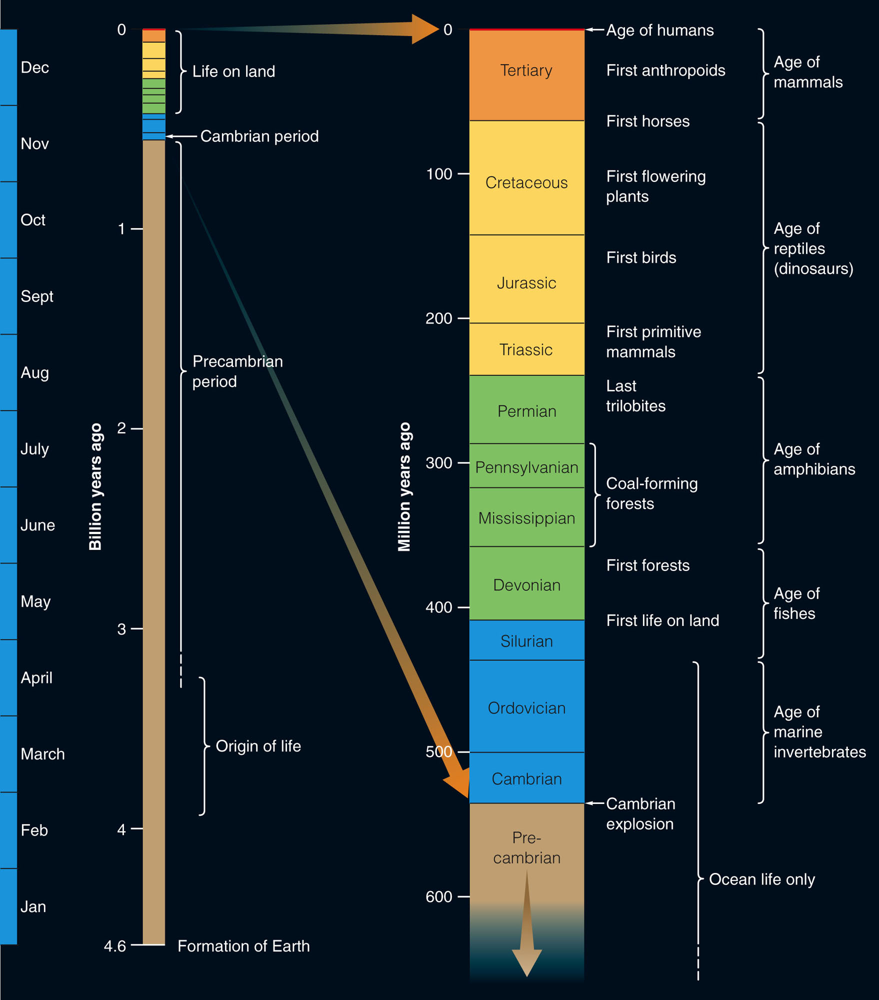 Dec
Nov
Oct
Sept
Aug
July
June
May
April
March
Feb
Jan
Billion years ago
0
1
2
3
4
4.6
Life on land
Cambrian period
Precambrian
period
Origin of life
Formation of Earth
Million years ago
0
100
200
300
400
500
600
Tertiary
Cretaceous
Jurassic
Triassic
Permian
Pennsylvanian
Mississippian
Devonian
Silurian
Ordovician
Cambrian
Pre-
cambrian
Age of humans
First anthropoids
First horses
First flowering
plants
First birds
First primitive
mammals
Last
trilobites
Coal-forming
forests
First forests
First life on land
Cambrian
explosion
Ocean life only
Age of
mammals
Age of
reptiles
(dinosaurs)
Age of
amphibians
Age of
fishes
Age of
marine
invertebrates